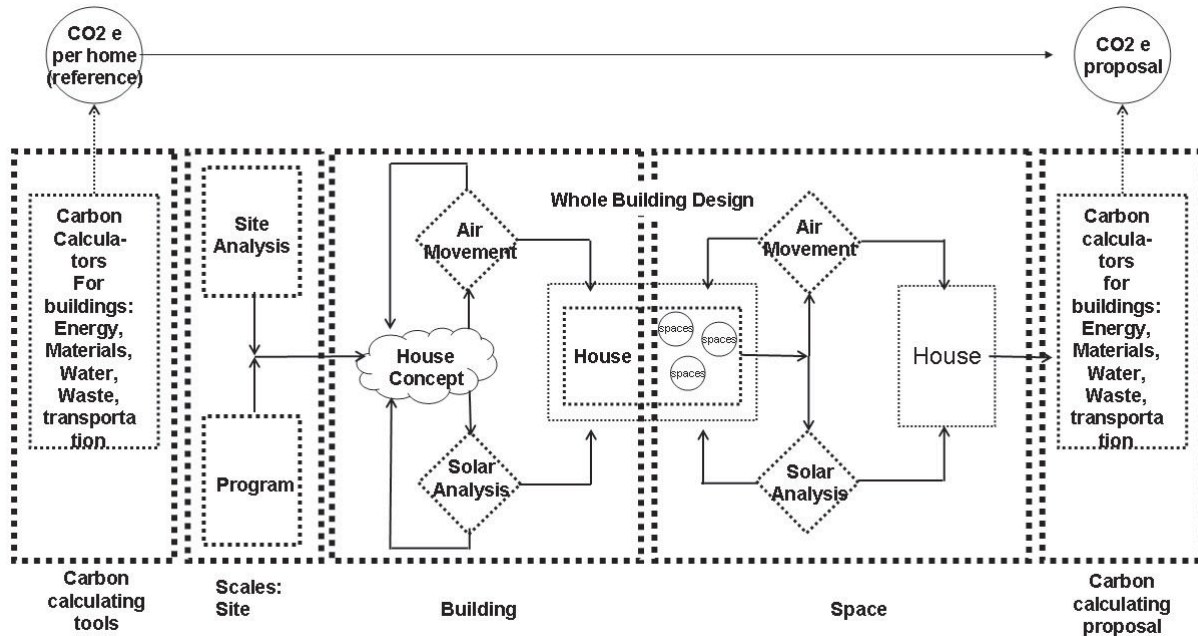 CO2 e
per home
(reference)
CO2 e
proposal
Carbon
Calcula-
tors
For
buildings:
Energy,
Materials,
Water,
Waste,
transporta
tion
Site
Analysis
Program
Whole Building Design
Air
Movement
House
Concept
Solar
Analysis
House
spaces
spaces
spaces
Air
Movement
Solar
Analysis
House
Carbon
calcula-
tors
for
buildings:
Energy,
Materials,
Water,
Waste,
transporta
tion
Carbon
calculating
tools
Scales:
Site
Building
Space
Carbon
calculating
proposal